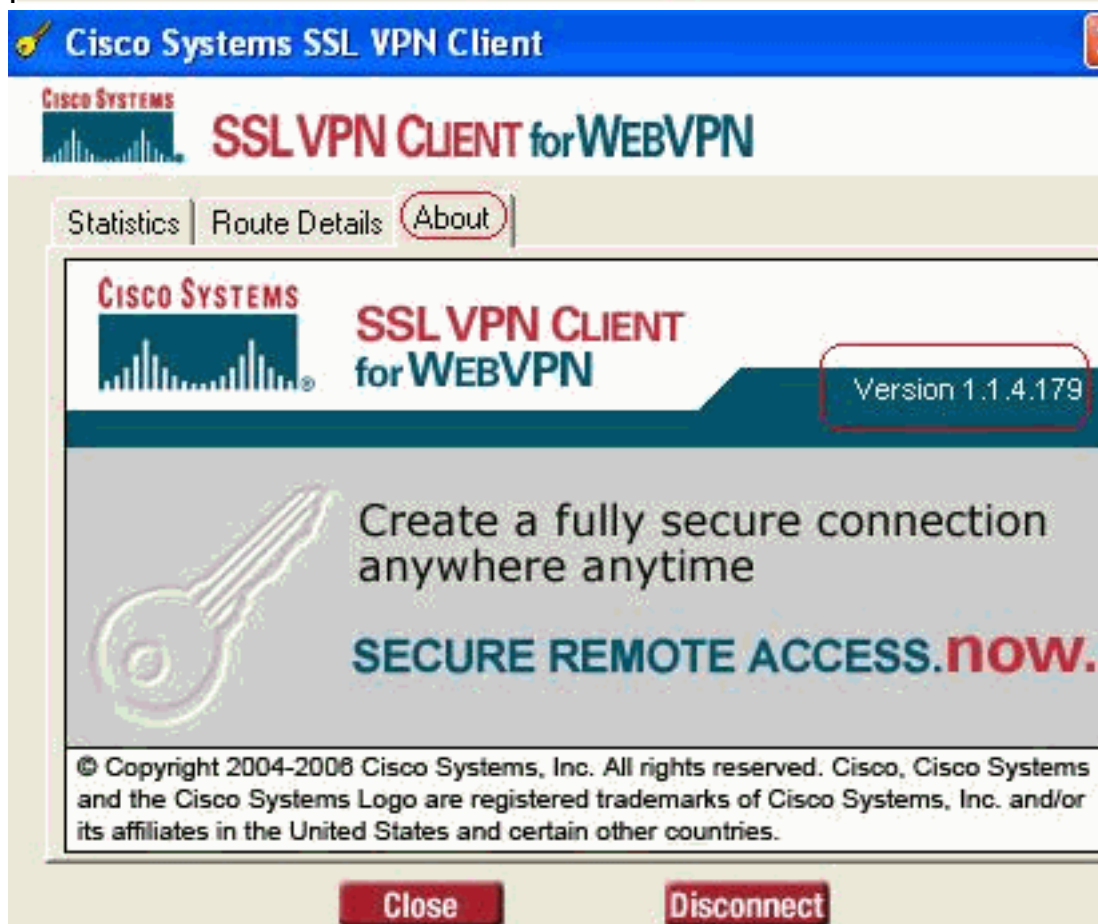 Cisco Systems SSL VPN Client
CISCO SYSTEMS
SSL VPN CLIENT for WEBVPN
Statistics Route Details About
CISCO SYSTEMS
SSL VPN CLIENT
for WEBVPN
Version 1.1.4.179
Create a fully secure connection
anywhere anytime
SECURE REMOTE ACCESS.now.
© Copyright 2004-2006 Cisco Systems, Inc. All rights reserved. Cisco, Cisco Systems
and the Cisco Systems Logo are registered trademarks of Cisco Systems, Inc. and/or
its affiliates in the United States and certain other countries.
Close Disconnect